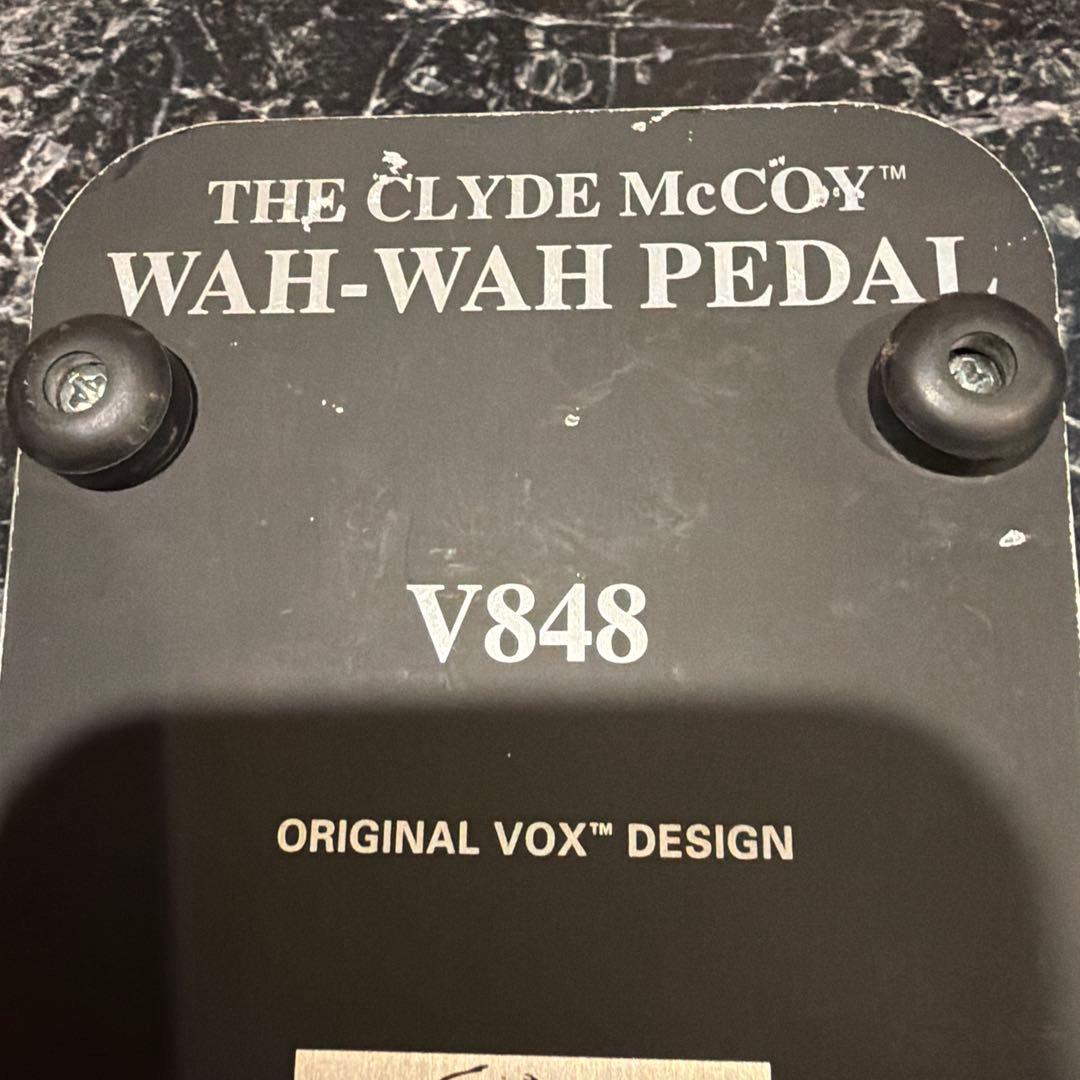 THE CLYDE McCOY™
WAH-WAH PEDAL
V848
ORIGINAL VOX™ DESIGN